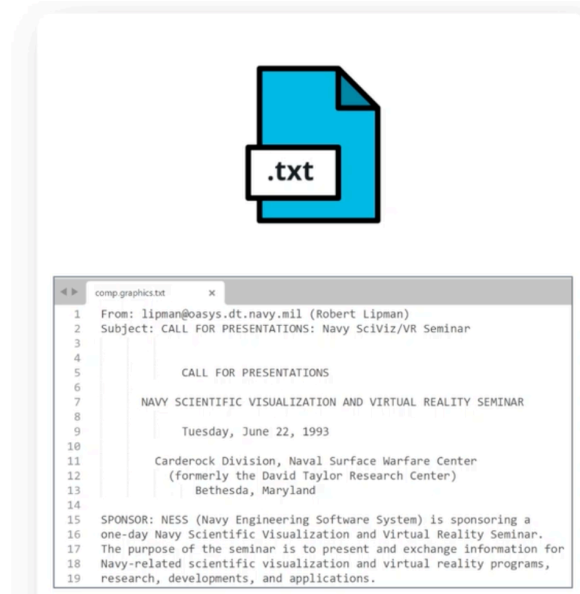 .txt
comp.graphics.txt ×
1 From: lipman@oasys.dt.navy.mil (Robert Lipman)
2 Subject: CALL FOR PRESENTATIONS: Navy SciViz/VR Seminar
3
4
5 CALL FOR PRESENTATIONS
6
7 NAVY SCIENTIFIC VISUALIZATION AND VIRTUAL REALITY SEMINAR
8
9 Tuesday, June 22, 1993
10
11 Carderock Division, Naval Surface Warfare Center
12 (formerly the David Taylor Research Center)
13 Bethesda, Maryland
14
15 SPONSOR: NESS (Navy Engineering Software System) is sponsoring a
16 one-day Navy Scientific Visualization and Virtual Reality Seminar.
17 The purpose of the seminar is to present and exchange information for
18 Navy-related scientific visualization and virtual reality programs,
19 research, developments, and applications.